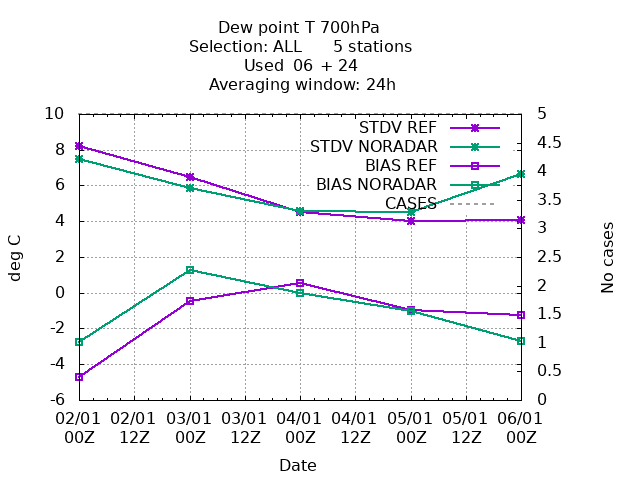 Dew point T 700hPa
Selection: ALL 5 stations
Used 06 + 24
Averaging window: 24h
10
8
6
4
2
0
-2
-4
-6
deg C
5
4.5
4
3.5
3
2.5
2
1.5
1
0.5
0
No cases
STDV REF
STDV NORADAR
BIAS REF
BIAS NORADAR
CASES
02/01 02/01 03/01 03/01 04/01 04/01 05/01 05/01 06/01
00Z 12Z 00Z 12Z 00Z 12Z 00Z 12Z 00Z
Date